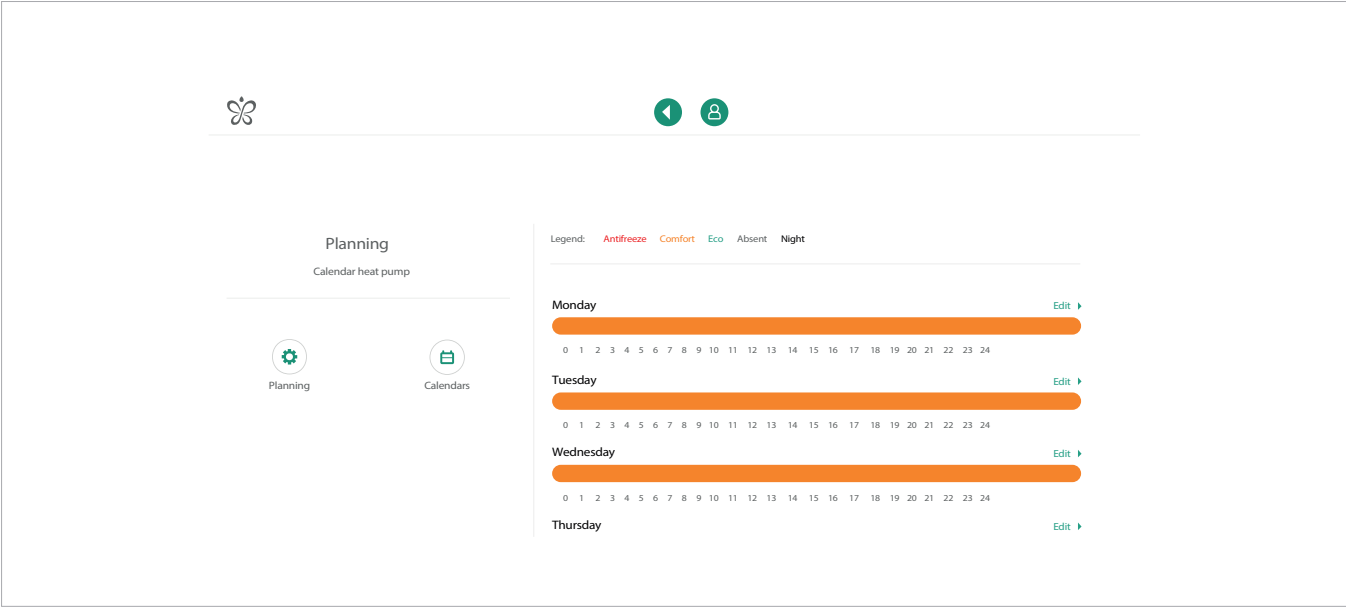 Planning
Calendar heat pump
Planning
Calendars
Legend: Antifreeze Comfort Eco Absent Night
Monday Edit
0 1 2 3 4 5 6 7 8 9 10 11 12 13 14 15 16 17 18 19 20 21 22 23 24
Tuesday Edit
0 1 2 3 4 5 6 7 8 9 10 11 12 13 14 15 16 17 18 19 20 21 22 23 24
Wednesday Edit
0 1 2 3 4 5 6 7 8 9 10 11 12 13 14 15 16 17 18 19 20 21 22 23 24
Thursday Edit